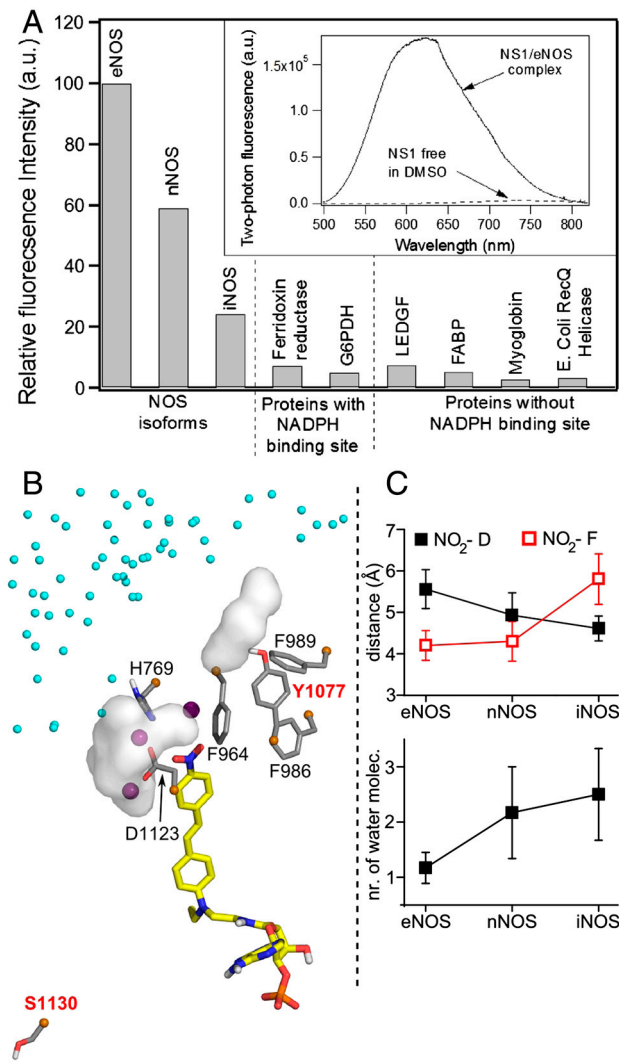 A
Relative fluorecsence Intensity (a.u.)
120
100
80
60
40
20
0
eNOS
nNOS
iNOS
Ferridoxin
reductase
G6PDH
LEDGF
FABP
Myoglobin
E. Coli RecQ
Helicase
NOS
isoforms
Proteins with
NADPH
binding site
Proteins without
NADPH binding site
Two-photon fluorescence (a.u.)
1.5x10⁵
1.0
0.5
0.0
NS1/eNOS
complex
NS1 free
in DMSO
500 550 600 650 700 750 800
Wavelength (nm)
B
H769
F989
Y1077
F964
F986
D1123
S1130
C
NO₂- D
NO₂- F
distance (Å)
7
6
5
4
3
eNOS nNOS iNOS
nr. of water molec.
3
2
1
eNOS nNOS iNOS